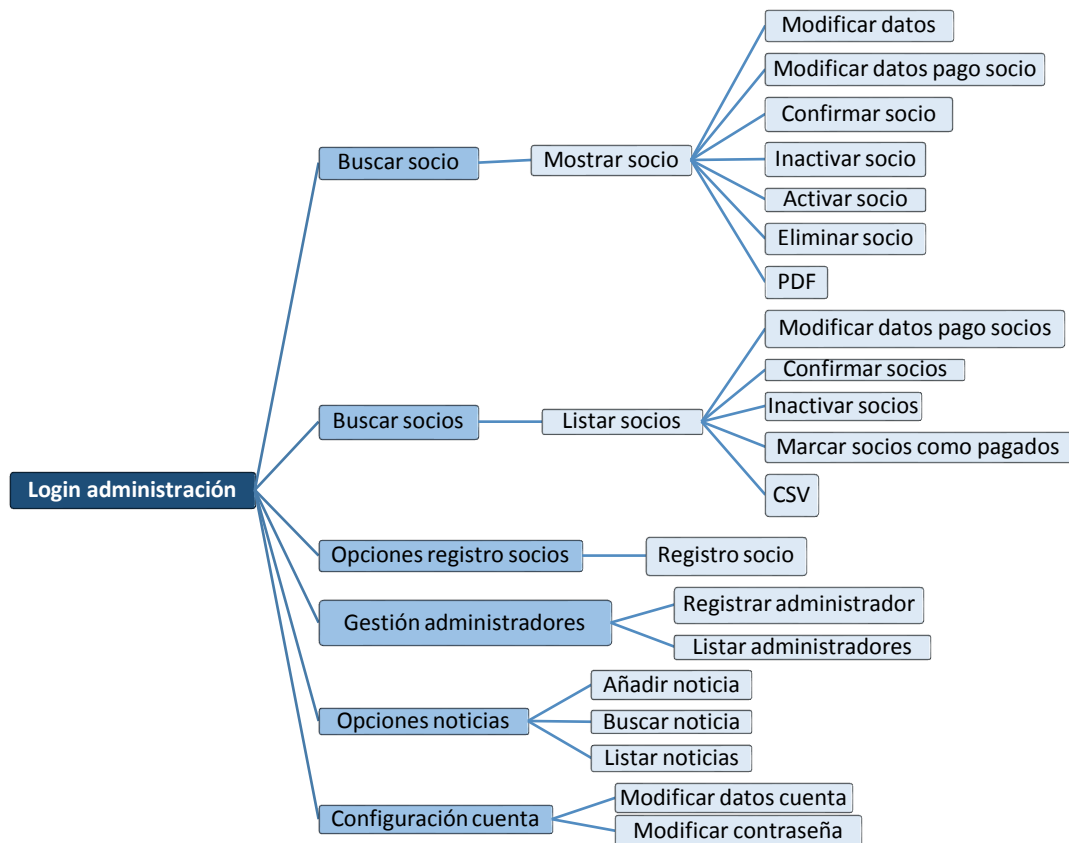 Login administración
Buscar socio
Mostrar socio
Modificar datos
Modificar datos pago socio
Confirmar socio
Inactivar socio
Activar socio
Eliminar socio
PDF
Buscar socios
Listar socios
Modificar datos pago socios
Confirmar socios
Inactivar socios
Marcar socios como pagados
CSV
Opciones registro socios
Registro socio
Gestión administradores
Registrar administrador
Listar administradores
Opciones noticias
Añadir noticia
Buscar noticia
Listar noticias
Configuración cuenta
Modificar datos cuenta
Modificar contraseña